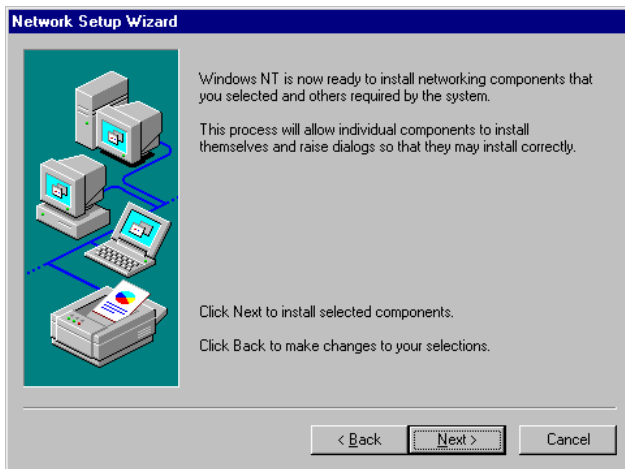 Network Setup Wizard
Windows NT is now ready to install networking components that
you selected and others required by the system.
This process will allow individual components to install
themselves and raise dialogs so that they may install correctly.
Click Next to install selected components.
Click Back to make changes to your selections.
< Back
Next >
Cancel